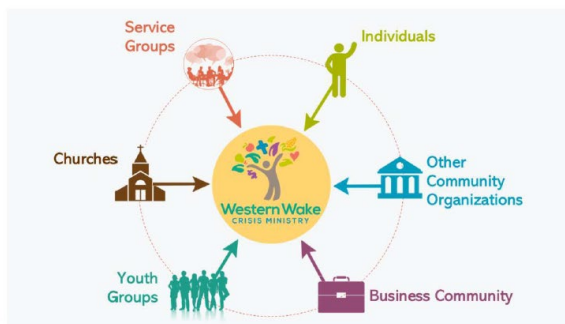 Service
Groups
Individuals
Churches
Western Wake
CRISIS MINISTRY
Other
Community
Organizations
Youth
Groups
Business Community